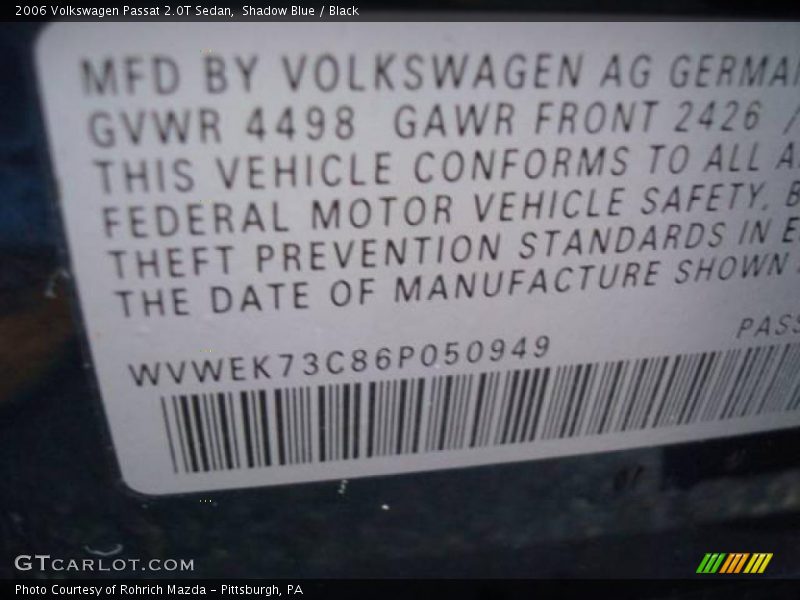 2006 Volkswagen Passat 2.0T Sedan, Shadow Blue / Black
MFD BY VOLKSWAGEN AG
GVWR 4498 GAWR FRONT 2426 /
THIS VEHICLE CONFORMS TO ALL
FEDERAL MOTOR VEHICLE SAFETY,
THEFT PREVENTION STANDARDS IN
THE DATE OF MANUFACTURE SHOWN
PASS
WVWEK73C86P050949
GTCARLOT.COM
Photo Courtesy of Rohrich Mazda - Pittsburgh, PA